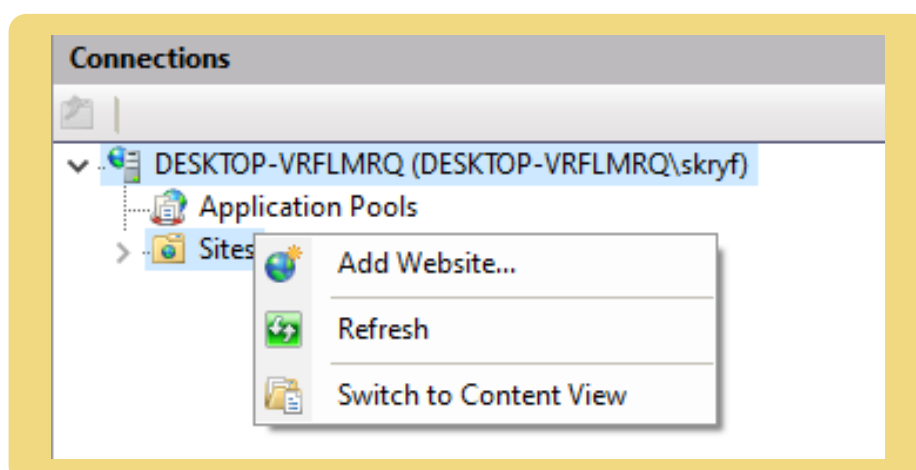 Connections
DESKTOP-VRFLMRQ (DESKTOP-VRFLMRQ\skryf)
Application Pools
Sites
Add Website...
Refresh
Switch to Content View